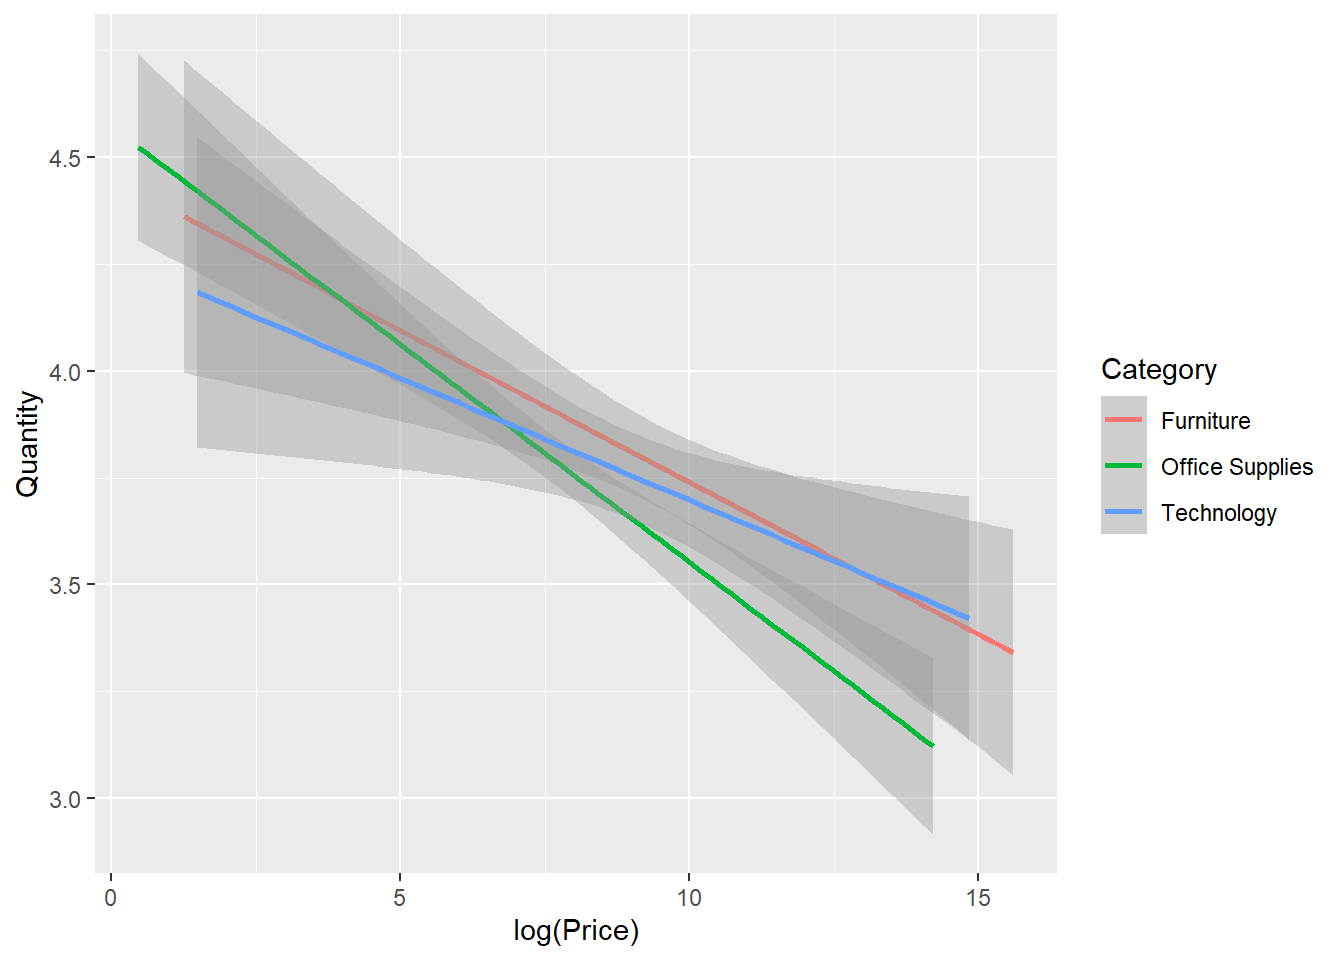 4.5
4.0
3.5
3.0
Quantity
0 5 10 15
log(Price)
Category
Furniture
Office Supplies
Technology